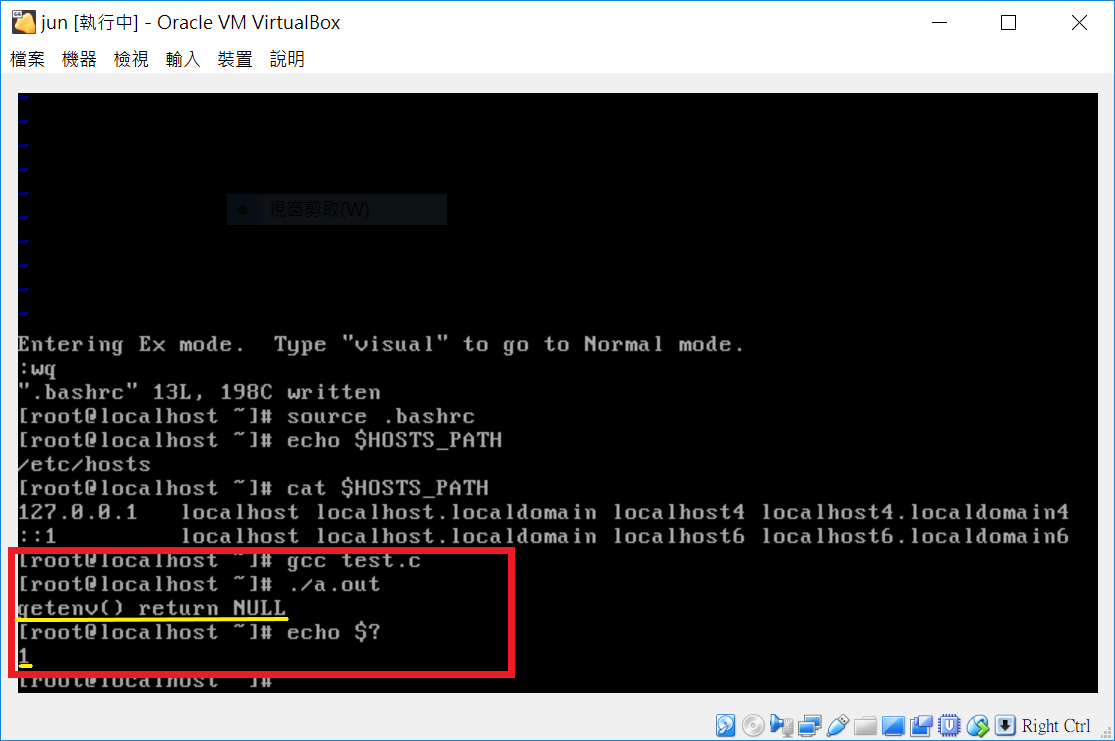 jun [執行中] - Oracle VM VirtualBox
檔案 機器 檢視 輸入 裝置 說明
~
~
~
~
~
視窗剪取(W)
~
~
~
~
~
Entering Ex mode.  Type "visual" to go to Normal mode.
:wq
".bashrc" 13L, 198C written
[root@localhost ~]# source .bashrc
[root@localhost ~]# echo $HOSTS_PATH
/etc/hosts
[root@localhost ~]# cat $HOSTS_PATH
127.0.0.1   localhost localhost.localdomain localhost4 localhost4.localdomain4
::1         localhost localhost.localdomain localhost6 localhost6.localdomain6
[root@localhost ~]# gcc test.c
[root@localhost ~]# ./a.out
getenv() return NULL
[root@localhost ~]# echo $?
1
[root@localhost ~]#
Right Ctrl